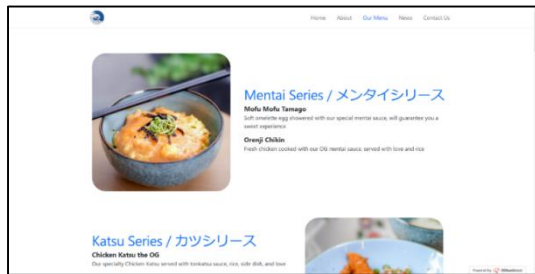 Home About Our Menu News Contact Us
Mentai Series / メンタイシリース
Mofu Mofu Tamago
Soft omelette egg showered with our special mentai sauce, will guarantee you a
sweet experience
Orenji Chikin
Fresh chicken cooked with our OG mentai sauce, served with love and rice
Katsu Series / カツシリーズ
Chicken Katsu the OG
Our specialty Chicken Katsu served with tonkatsu sauce, rice, side dish, and love
Powered by